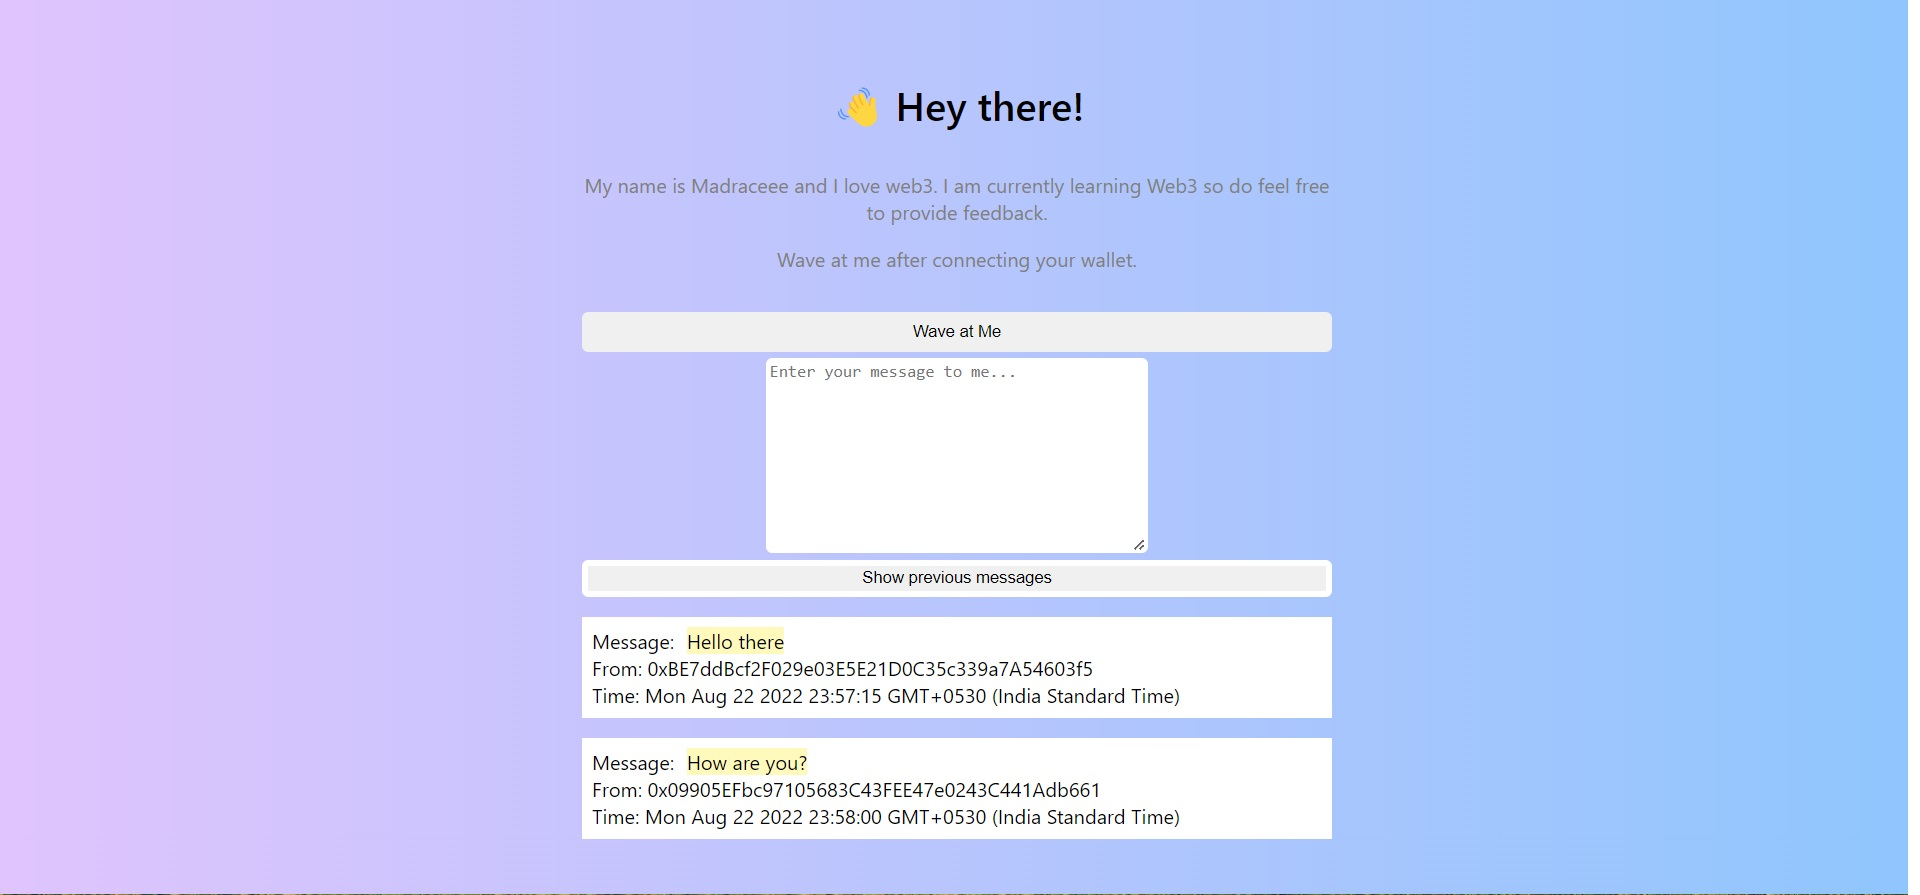 👋 Hey there!
My name is Madraceee and I love web3. I am currently learning Web3 so do feel free
to provide feedback.
Wave at me after connecting your wallet.
Wave at Me
Enter your message to me...
Show previous messages
Message: Hello there
From: 0xBE7ddBcf2F029e03E5E21D0C35c339a7A54603f5
Time: Mon Aug 22 2022 23:57:15 GMT+0530 (India Standard Time)
Message: How are you?
From: 0x09905EFbc97105683C43FEE47e0243C441Adb661
Time: Mon Aug 22 2022 23:58:00 GMT+0530 (India Standard Time)